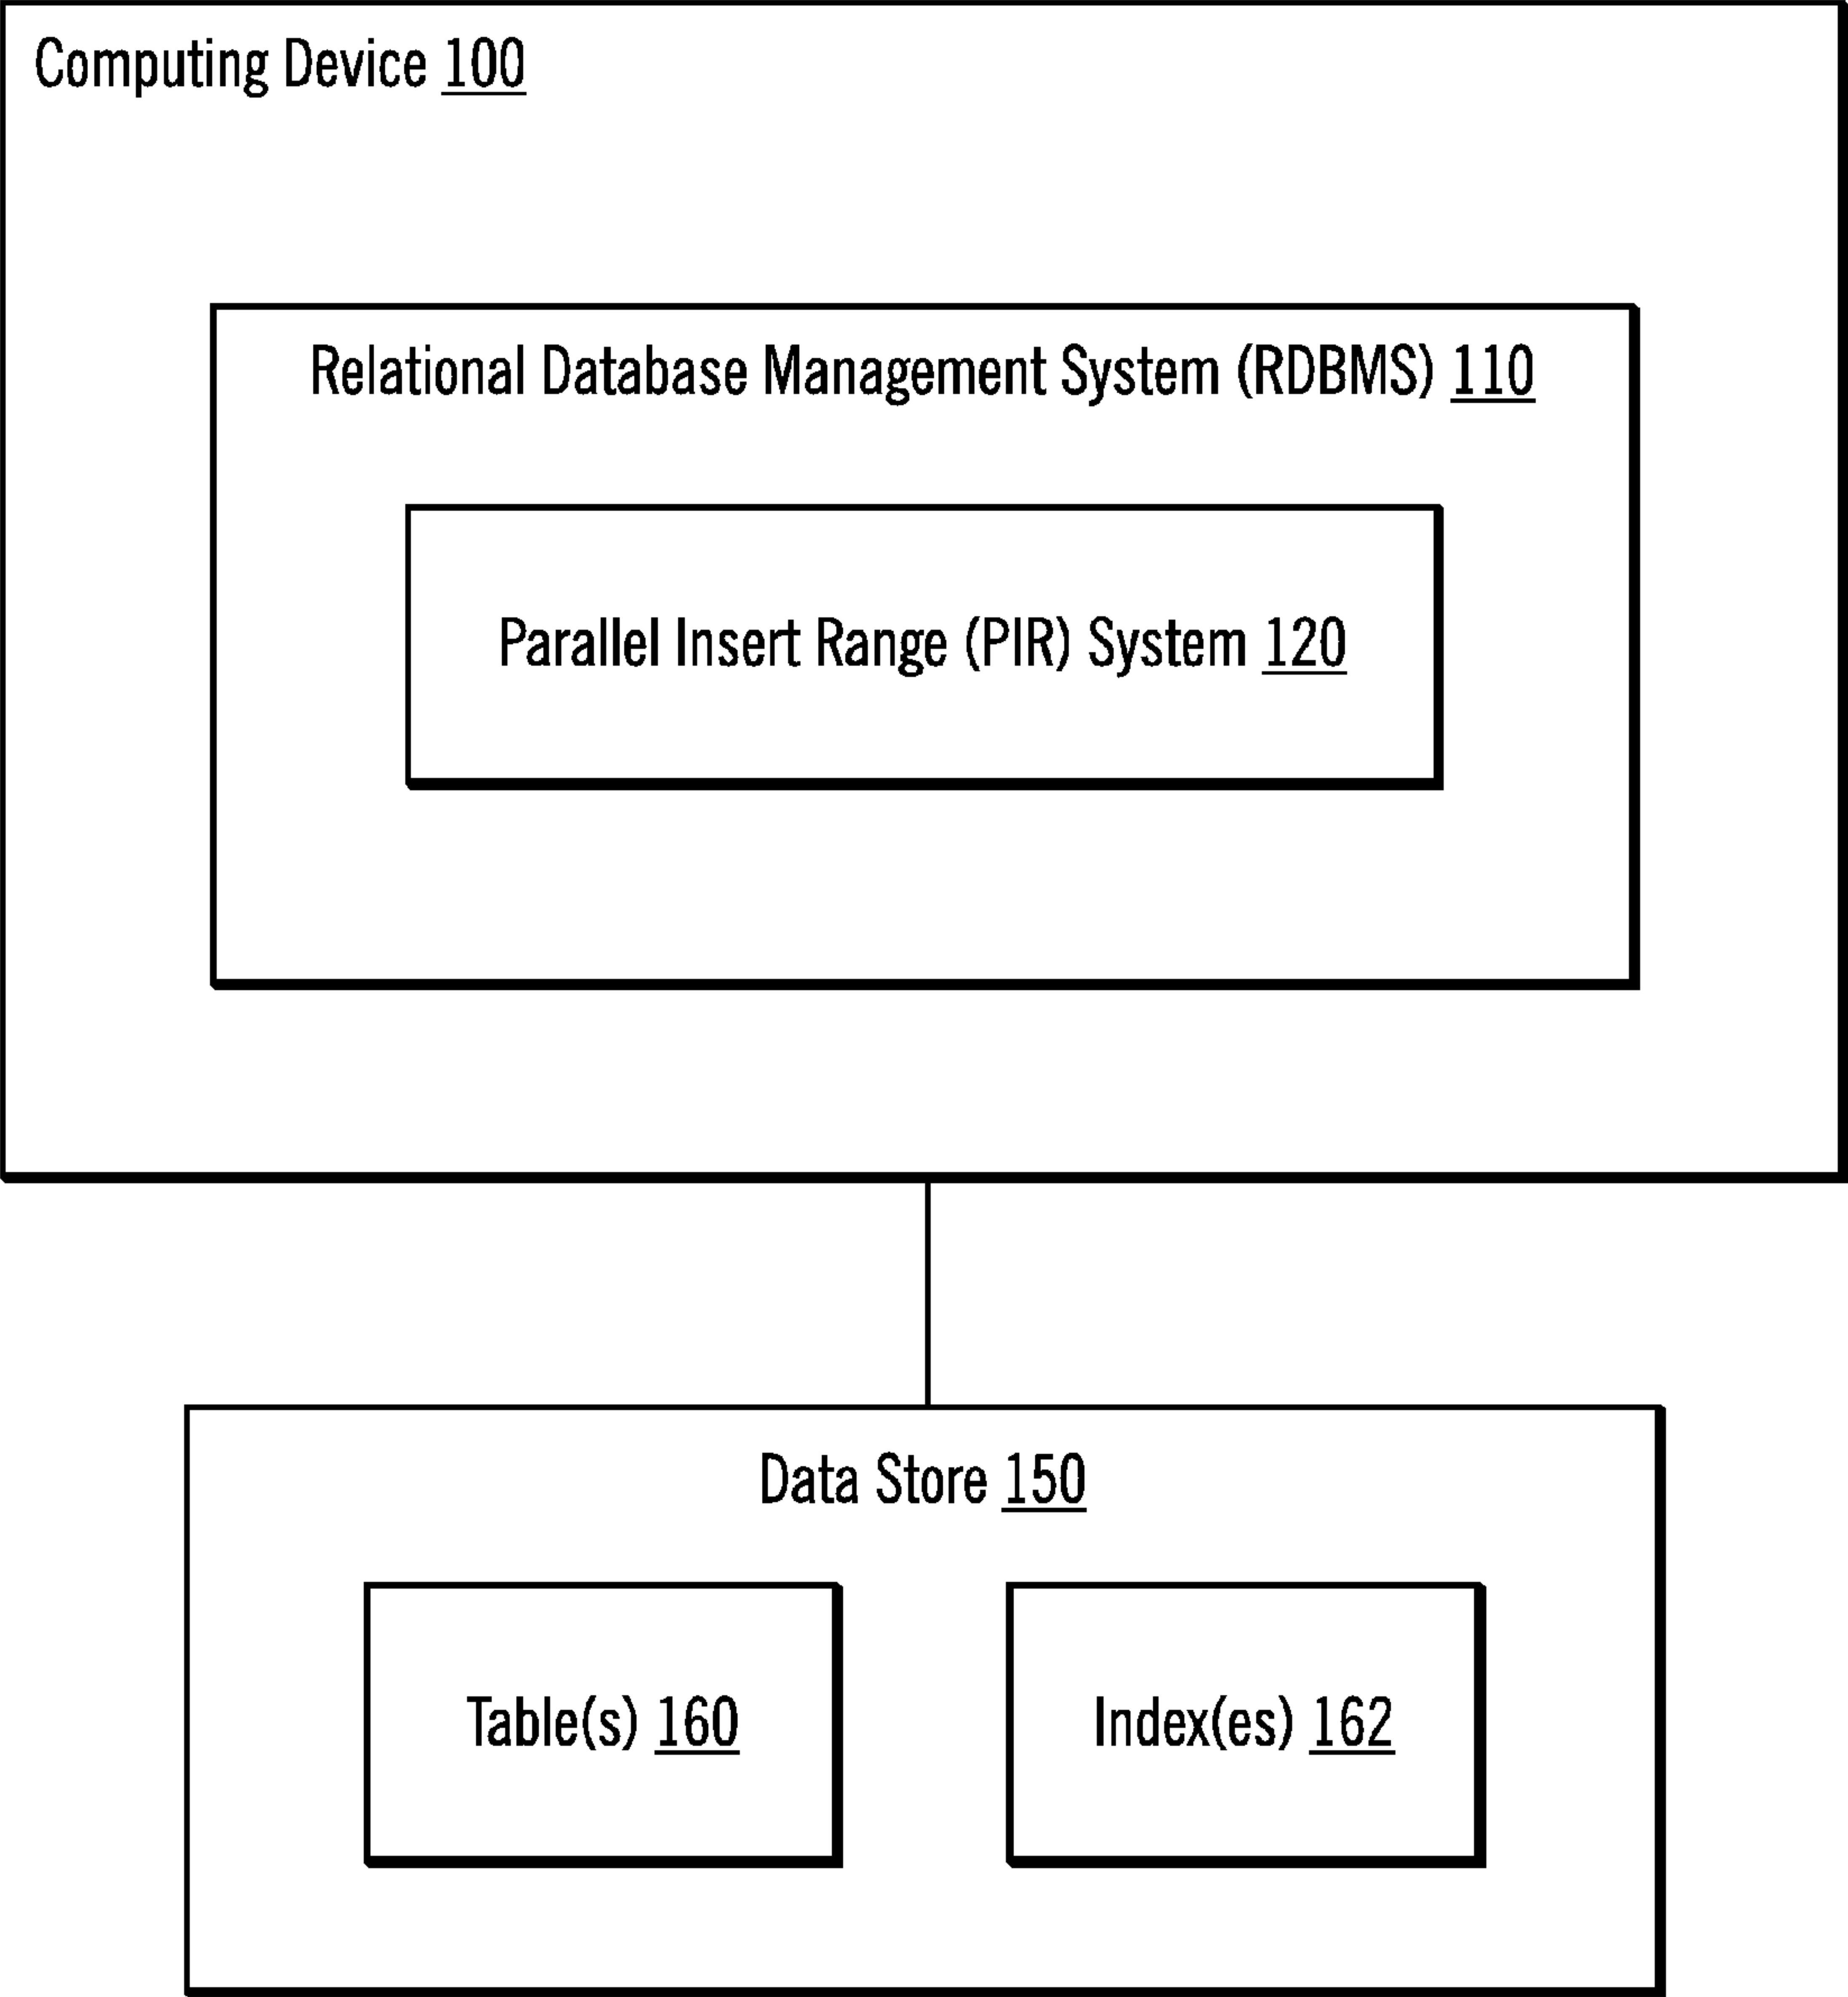 Computing Device 100
Relational Database Management System (RDBMS) 110
Parallel Insert Range (PIR) System 120
Data Store 150
Table(s) 160
Index(es) 162